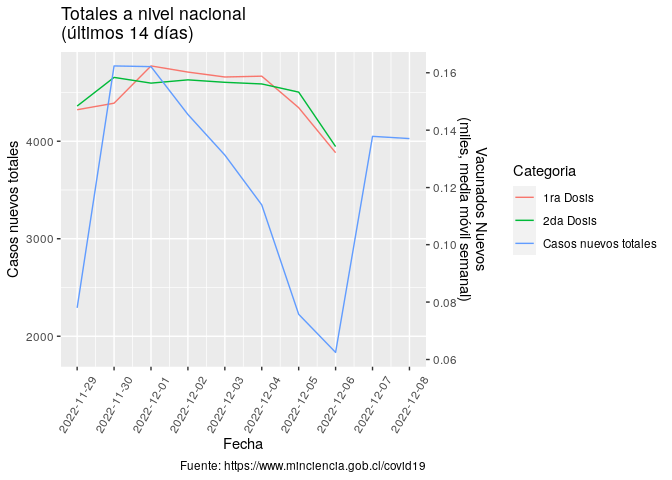 Totales a nivel nacional
(últimos 14 días)
Casos nuevos totales
4000
3000
2000
0.16
0.14
0.12
0.10
0.08
0.06
Vacunados Nuevos
(miles, media móvil semanal)
2022-11-29
2022-11-30
2022-12-01
2022-12-02
2022-12-03
2022-12-04
2022-12-05
2022-12-06
2022-12-07
2022-12-08
Fecha
Categoria
1ra Dosis
2da Dosis
Casos nuevos totales
Fuente: https://www.minciencia.gob.cl/covid19